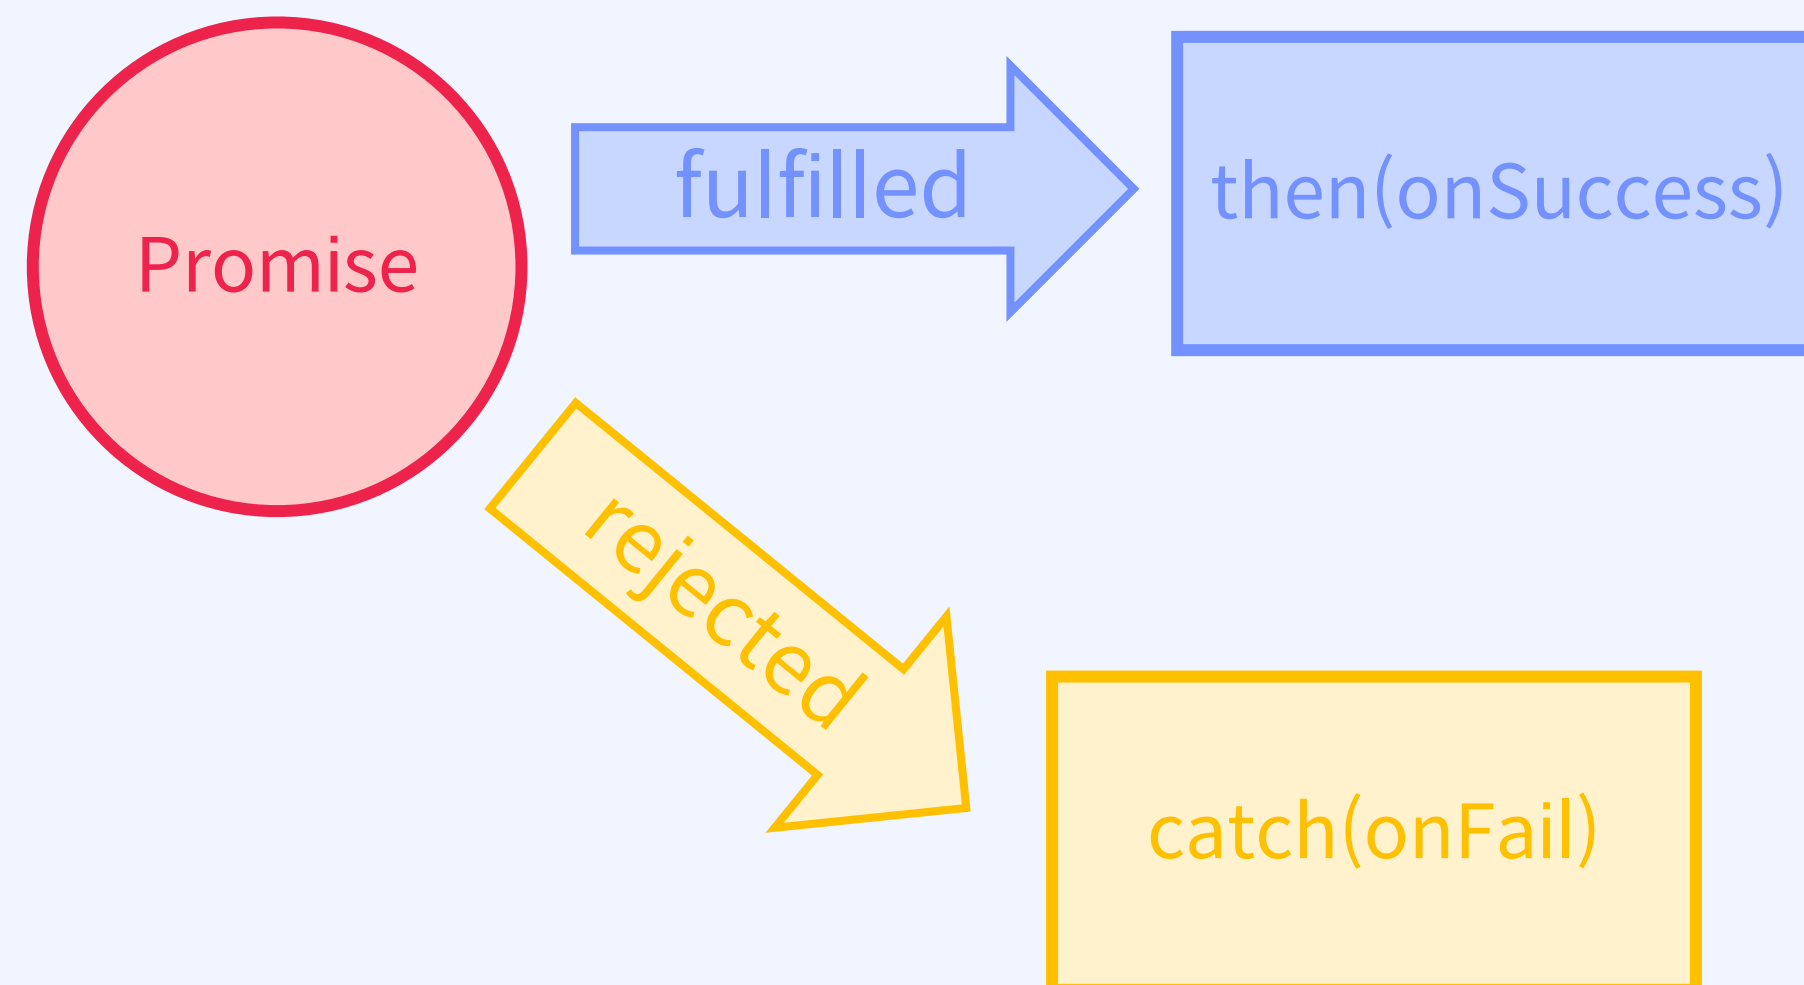 Promise
fulfilled
then(onSuccess)
rejected
catch(onFail)